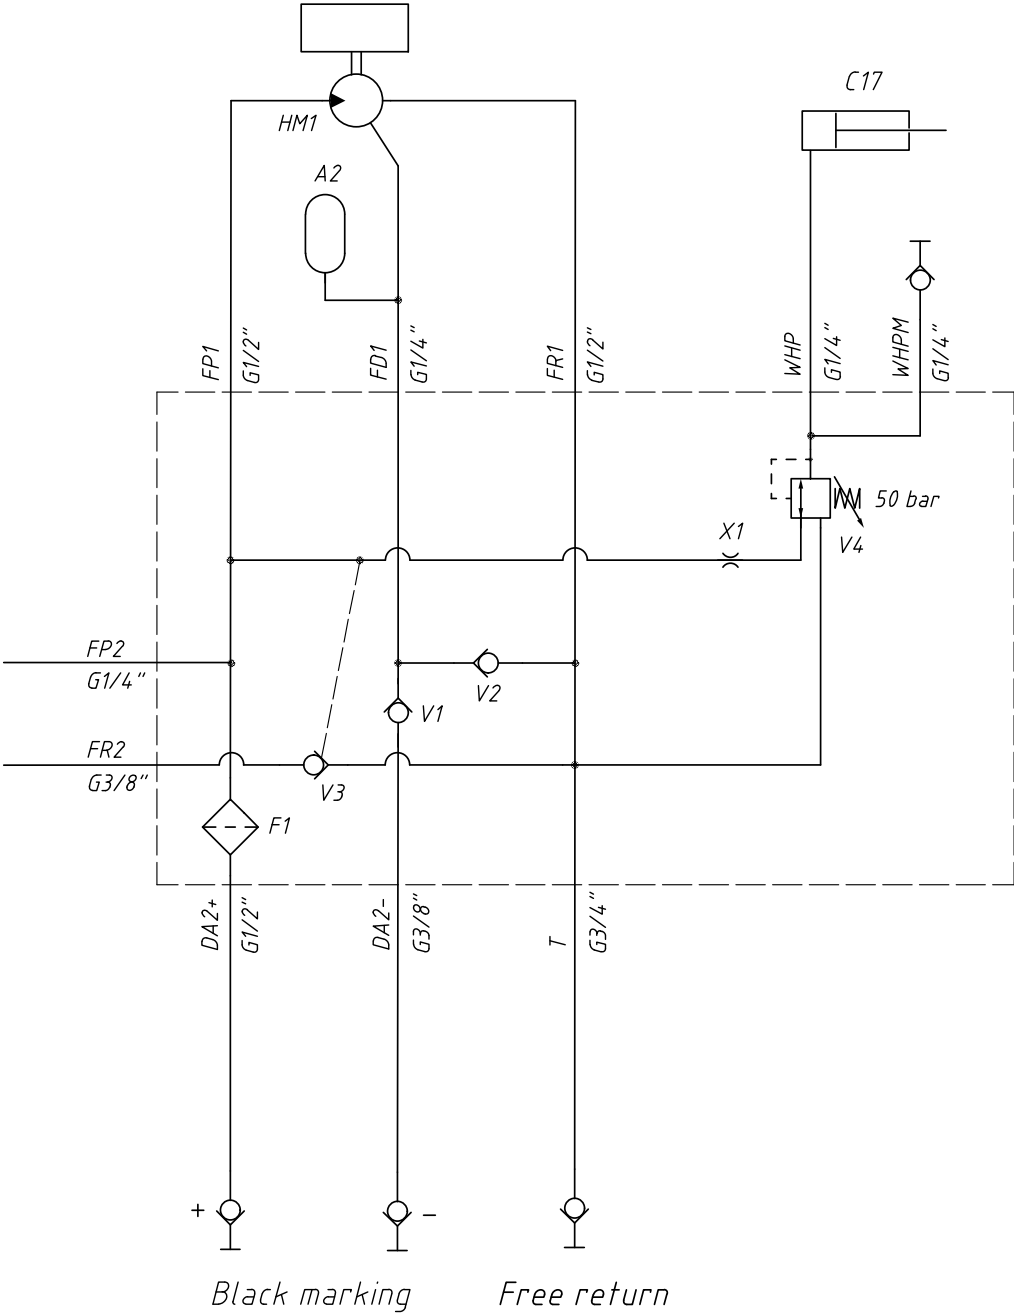 C17
HM1
A2
FP1
G1/2"
FD1
G1/4"
FR1
G1/2"
WHP
G1/4"
WHPM
G1/4"
50 bar
X1
V4
FP2
G1/4"
V2
V1
FR2
G3/8"
V3
F1
DA2+
G1/2"
DA2-
G3/8"
T
G3/4"
+
-
Black marking
Free return